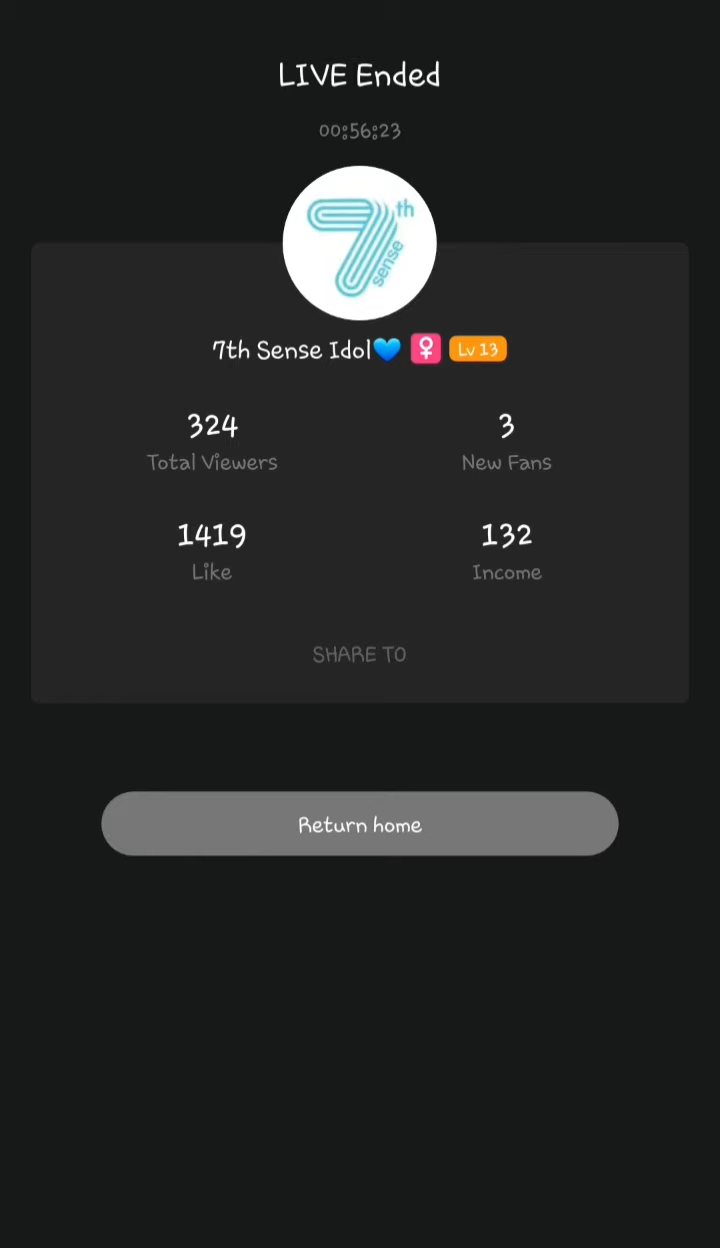 LIVE Ended
00:56:23
7th
sense
7th Sense Idol💙 Lv 13
324 3
Total Viewers New Fans
1419 132
Like Income
SHARE TO
Return home